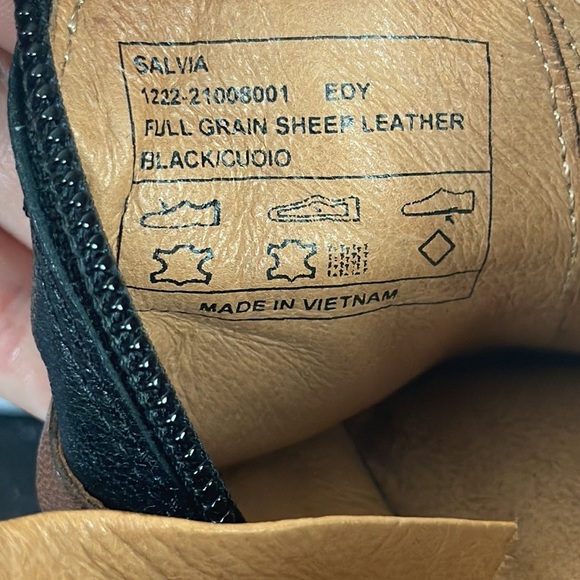 SALVIA
1222-21008001 EDY
FULL GRAIN SHEEP LEATHER
BLACK/CUOIO
MADE IN VIETNAM